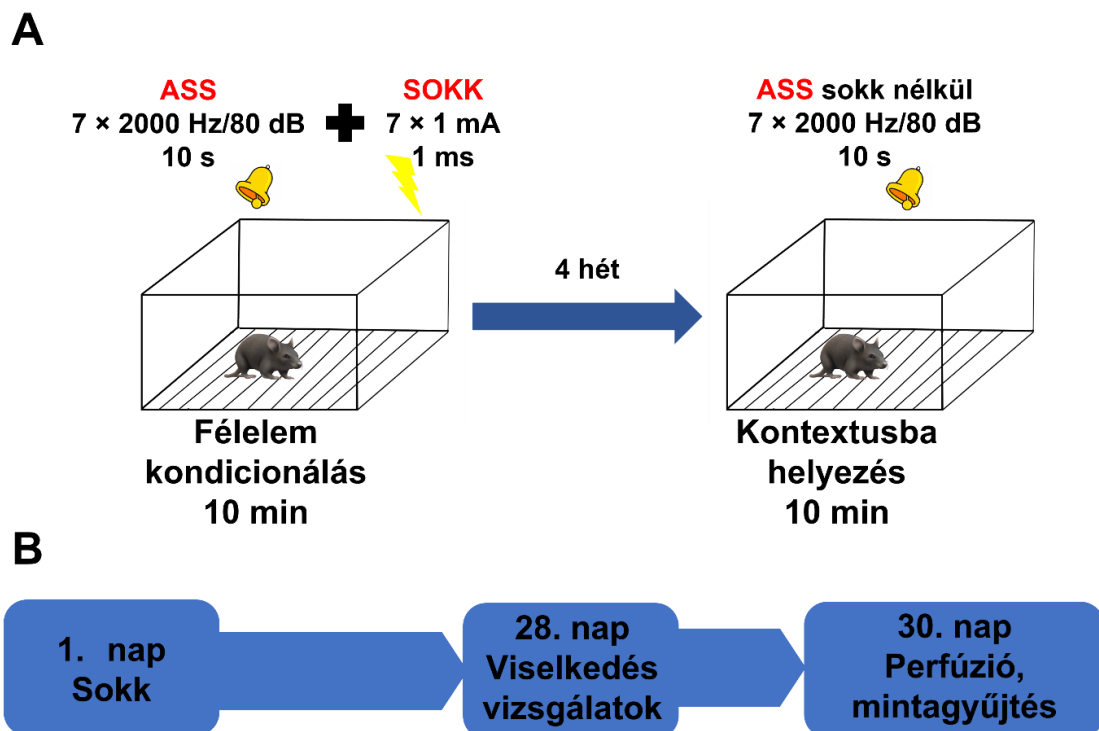 A
ASS
7 × 2000 Hz/80 dB
10 s
SOKK
7 × 1 mA
1 ms
ASS sokk nélkül
7 × 2000 Hz/80 dB
10 s
4 hét
Félelem
kondicionálás
10 min
Kontextusba
helyezés
10 min
B
1. nap
Sokk
28. nap
Viselkedés
vizsgálatok
30. nap
Perfúzió,
mintagyűjtés